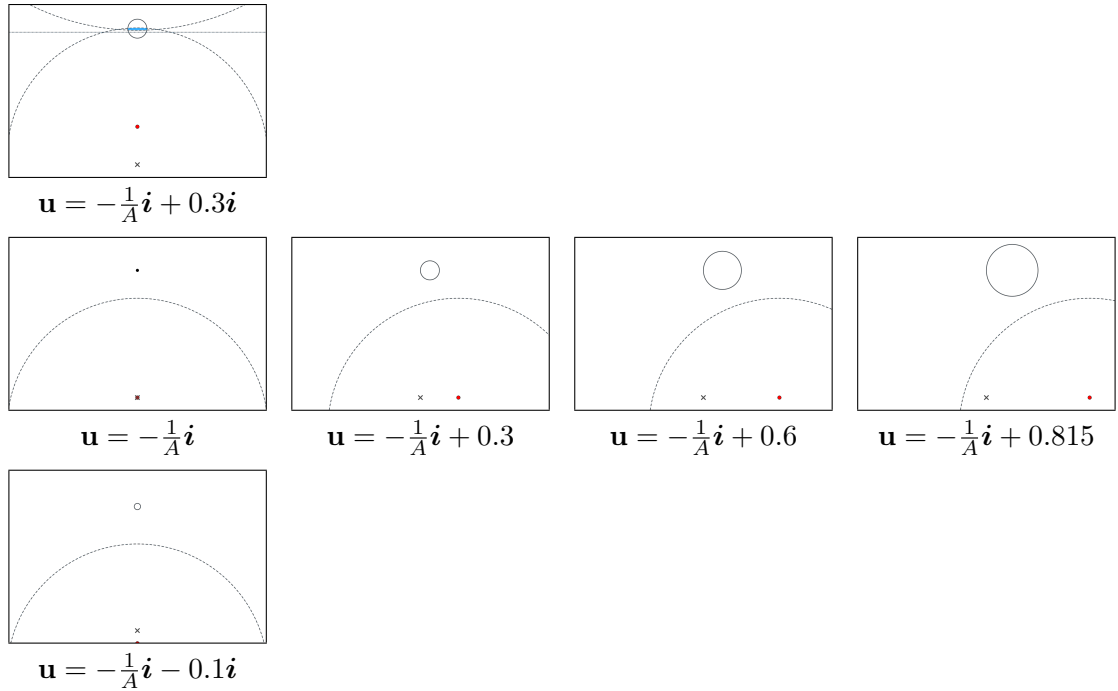 u = −1/A i + 0.3i
u = −1/A i
u = −1/A i + 0.3
u = −1/A i + 0.6
u = −1/A i + 0.815
u = −1/A i − 0.1i